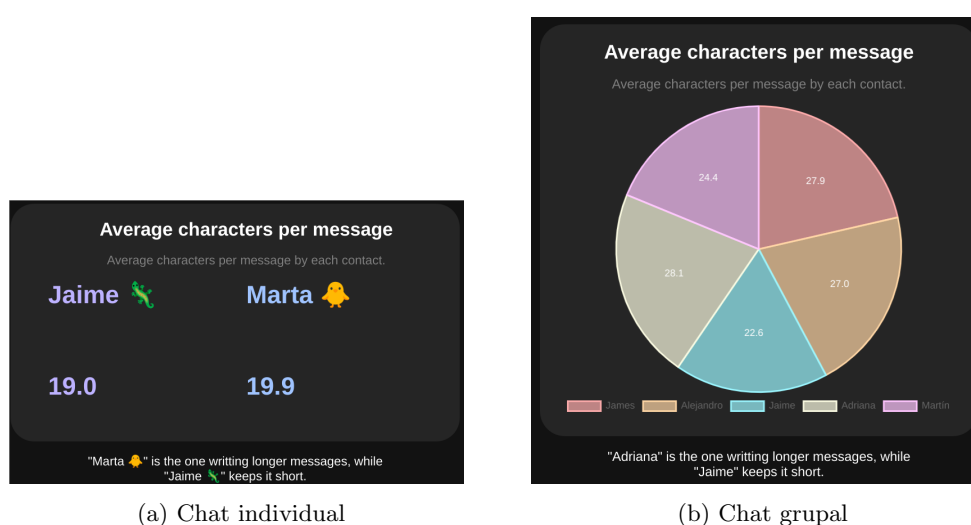 Average characters per message
Average characters per message by each contact.
Jaime 🦎 Marta 🐥
19.0 19.9
"Marta 🐥" is the one writting longer messages, while
"Jaime 🦎" keeps it short.
(a) Chat individual
Average characters per message
Average characters per message by each contact.
24.4 27.9
28.1 27.0
22.6
James Alejandro Jaime Adriana Martín
"Adriana" is the one writting longer messages, while
"Jaime" keeps it short.
(b) Chat grupal